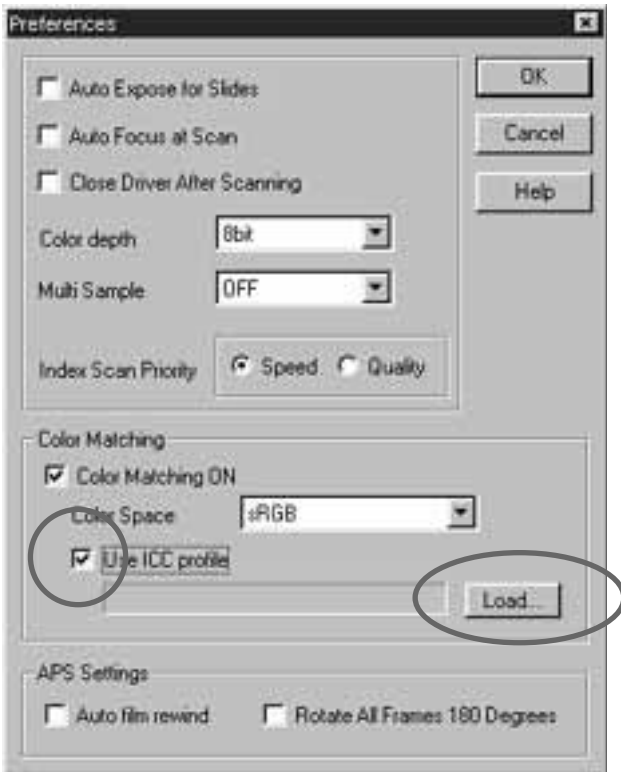 Preferences
Auto Expose for Slides
OK
Auto Focus at Scan
Cancel
Close Driver After Scanning
Help
Color depth 8bit
Multi Sample OFF
Index Scan Priority Speed Quality
Color Matching
Color Matching ON
Color Space sRGB
Use ICC profile
Load...
APS Settings
Auto film rewind Rotate All Frames 180 Degrees